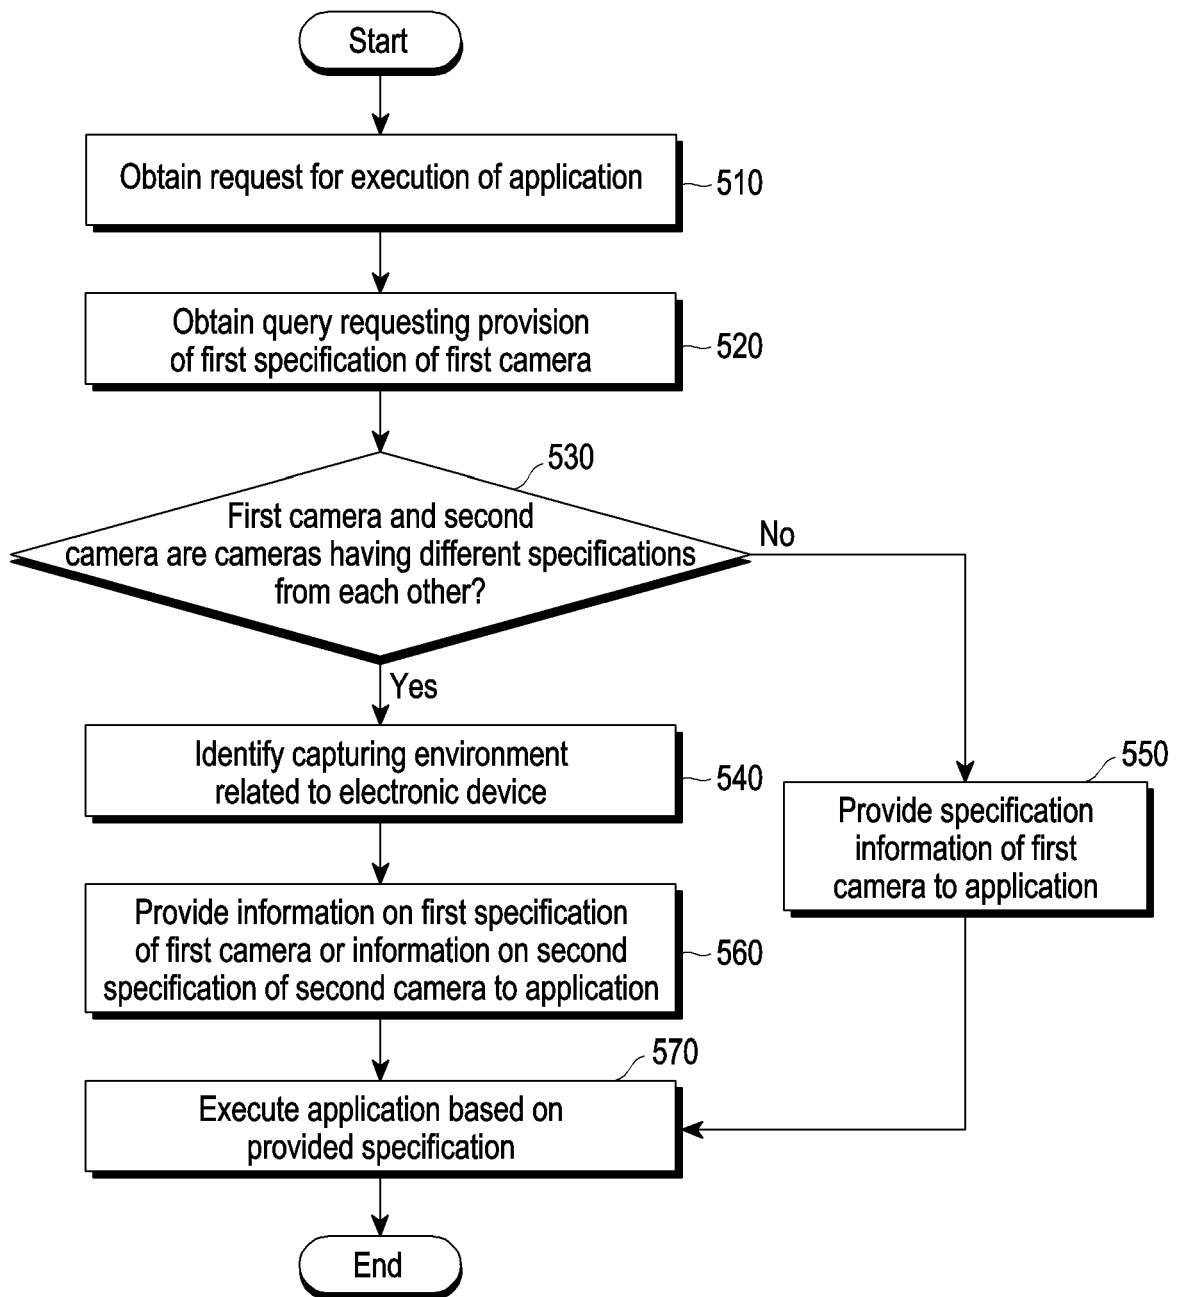 Start
Obtain request for execution of application
510
Obtain query requesting provision
of first specification of first camera
520
530
First camera and second
camera are cameras having different specifications
from each other?
No
Yes
Identify capturing environment
related to electronic device
540
550
Provide specification
information of first
camera to application
Provide information on first specification
of first camera or information on second
specification of second camera to application
560
570
Execute application based on
provided specification
End